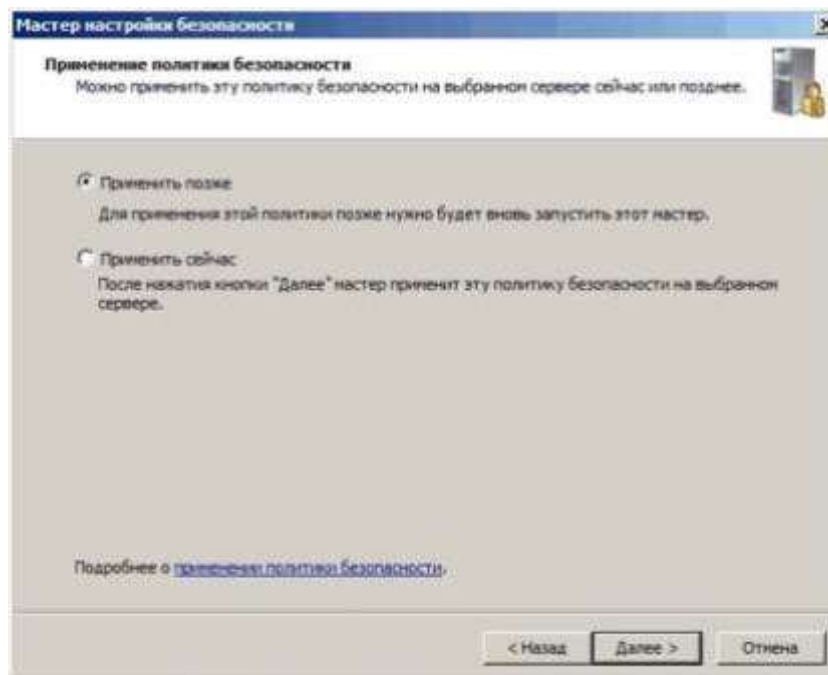 Мастер настройки безопасности
Применение политики безопасности
Можно применить эту политику безопасности на выбранном сервере сейчас или позднее.
Применить позже
Для применения этой политики позже нужно будет вновь запустить этот мастер.
Применить сейчас
После нажатия кнопки "Далее" мастер применит эту политику безопасности на выбранном
сервере.
Подробнее о применении политики безопасности.
< Назад
Далее >
Отмена